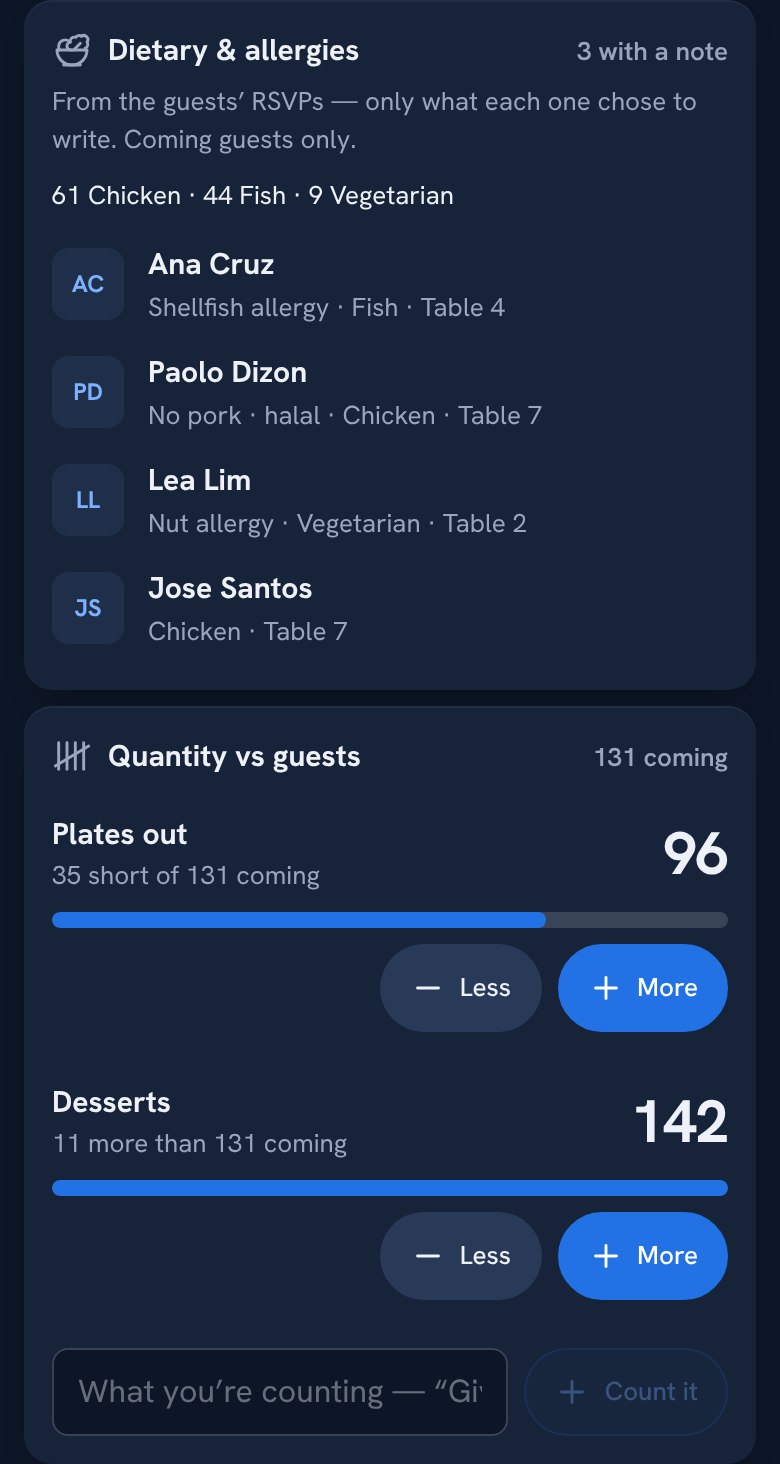 Dietary & allergies
3 with a note
From the guests’ RSVPs — only what each one chose to
write. Coming guests only.
61 Chicken · 44 Fish · 9 Vegetarian
AC
Ana Cruz
Shellfish allergy · Fish · Table 4
PD
Paolo Dizon
No pork · halal · Chicken · Table 7
LL
Lea Lim
Nut allergy · Vegetarian · Table 2
JS
Jose Santos
Chicken · Table 7
Quantity vs guests
131 coming
Plates out
35 short of 131 coming
96
Less
More
Desserts
11 more than 131 coming
142
Less
More
What you’re counting — “Gi
Count it